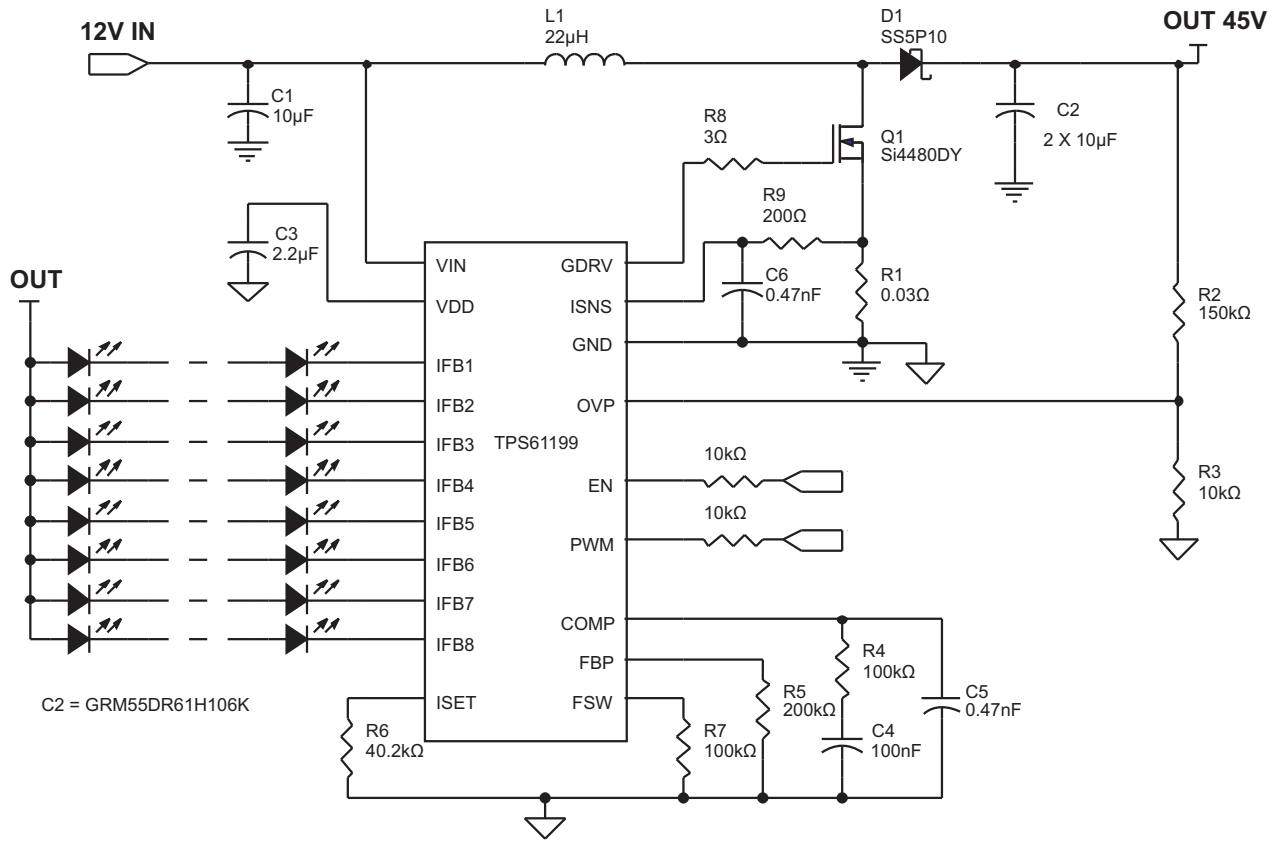 12V IN
L1
22µH
D1
SS5P10
OUT 45V
C1
10µF
R8
3Ω
Q1
Si4480DY
C2
2 X 10µF
R9
200Ω
C3
2.2µF
OUT
VIN
VDD
IFB1
IFB2
IFB3
IFB4
IFB5
IFB6
IFB7
IFB8
ISET
TPS61199
GDRV
ISNS
GND
OVP
EN
PWM
COMP
FBP
FSW
C6
0.47nF
R1
0.03Ω
R2
150kΩ
10kΩ
10kΩ
R3
10kΩ
R4
100kΩ
C5
0.47nF
R5
200kΩ
C4
100nF
C2 = GRM55DR61H106K
R6
40.2kΩ
R7
100kΩ